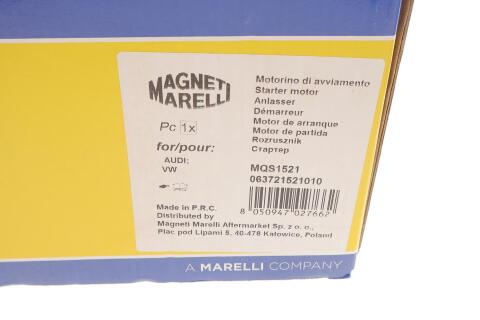 MAGNETI
MARELLI
Pc 1x
for/pour:
AUDI:
VW
Motorino di avviamento
Starter motor
Anlasser
Démarreur
Motor de arranque
Motor de partida
Rozrusznik
Стартер
MQS1521
063721521010
8 050947 027667
Made in P.R.C.
Distributed by
Magneti Marelli Aftermarket Sp. z o. o.,
Plac pod Lipami 5, 40-476 Katowice, Poland
A MARELLI COMPANY